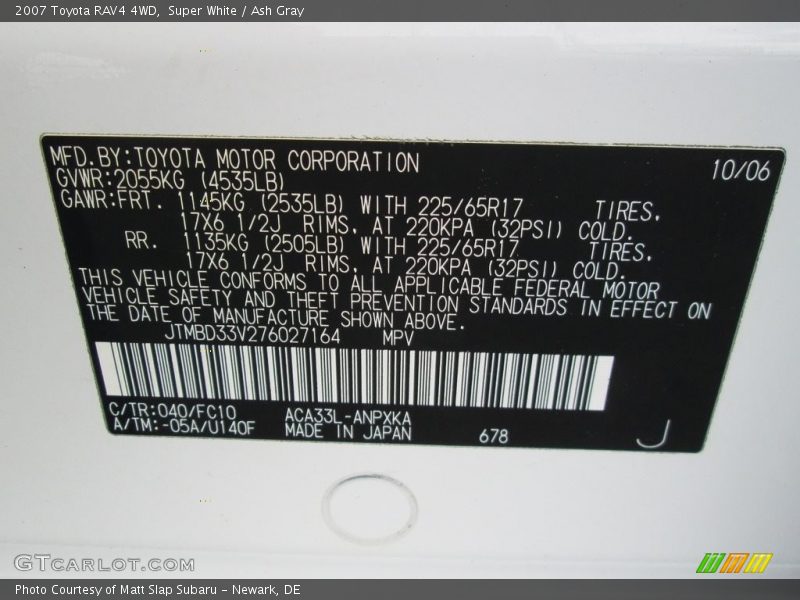 2007 Toyota RAV4 4WD,  Super White / Ash Gray
MFD.BY:TOYOTA MOTOR CORPORATION 10/06
GVWR:2055KG (4535LB)
GAWR:FRT. 1145KG (2535LB) WITH 225/65R17 TIRES,
17X6 1/2J RIMS, AT 220KPA (32PSI) COLD.
RR. 1135KG (2505LB) WITH 225/65R17 TIRES.
17X6 1/2J RIMS, AT 220KPA (32PSI) COLD.
THIS VEHICLE CONFORMS TO ALL APPLICABLE FEDERAL MOTOR
VEHICLE SAFETY AND THEFT PREVENTION STANDARDS IN EFFECT ON
THE DATE OF MANUFACTURE SHOWN ABOVE.
JTMBD33V276027164 MPV
C/TR:040/FC10 ACA33L-ANPXKA
A/TM:-05A/U140F MADE IN JAPAN 678 J
GTCARLOT.COM
Photo Courtesy of Matt Slap Subaru - Newark, DE